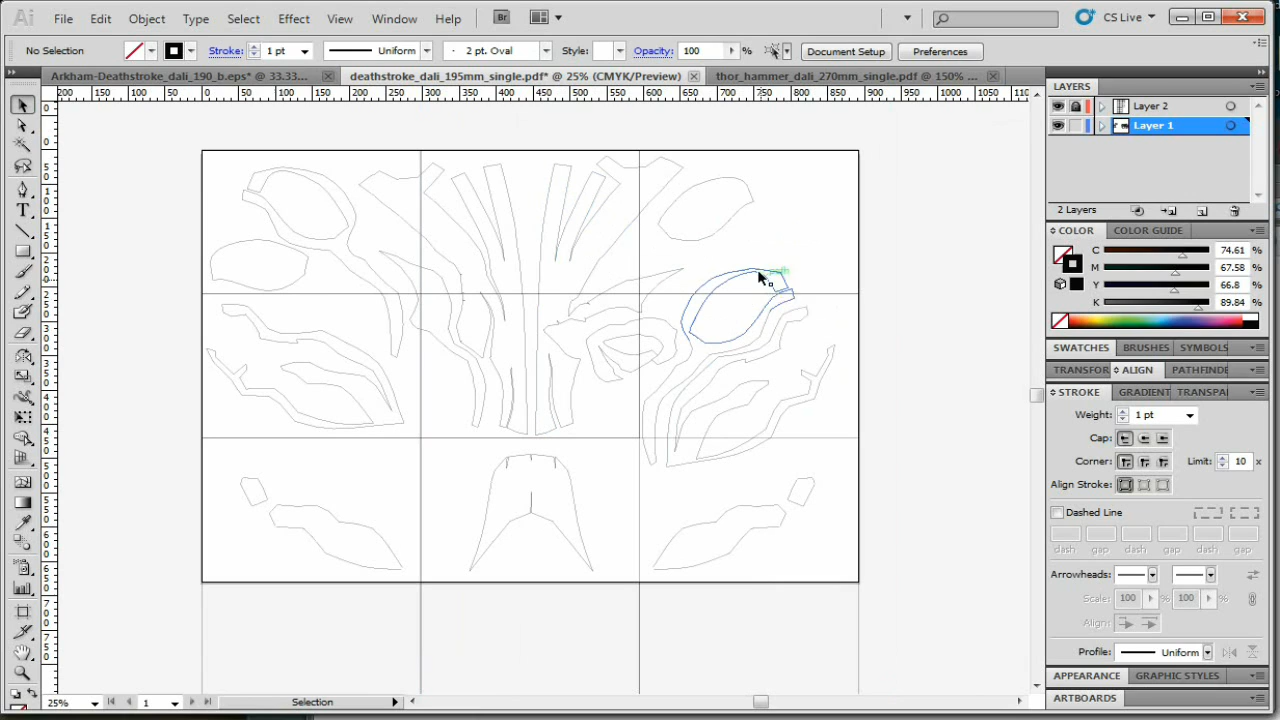 Ai File Edit Object Type Select Effect View Window Help Br CS Live
No Selection Stroke: 1 pt Uniform 2 pt. Oval Style: Opacity: 100 % Document Setup Preferences
Arkham-Deathstroke_dali_190_b.eps* @ 33.33... deathstroke_dali_195mm_single.pdf* @ 25% (CMYK/Preview) thor_hammer_dali_270mm_single.pdf @ 150% ...
200 150 100 50 0 50 100 150 200 250 300 350 400 450 500 550 600 650 700 750 800 850 900 950 1000 1050
LAYERS
Layer 2
Layer 1
2 Layers
COLOR COLOR GUIDE
C 74.61 %
M 67.58 %
Y 66.8 %
K 89.84 %
SWATCHES BRUSHES SYMBOLS
TRANSFOR ALIGN PATHFINDE
STROKE GRADIENT TRANSPA
Weight: 1 pt
Cap:
Corner: Limit: 10 x
Align Stroke:
Dashed Line
dash gap dash gap dash gap
Arrowheads:
Scale: 100 % 100 %
Align:
Profile: Uniform
APPEARANCE GRAPHIC STYLES
ARTBOARDS
path
25% 1 Selection